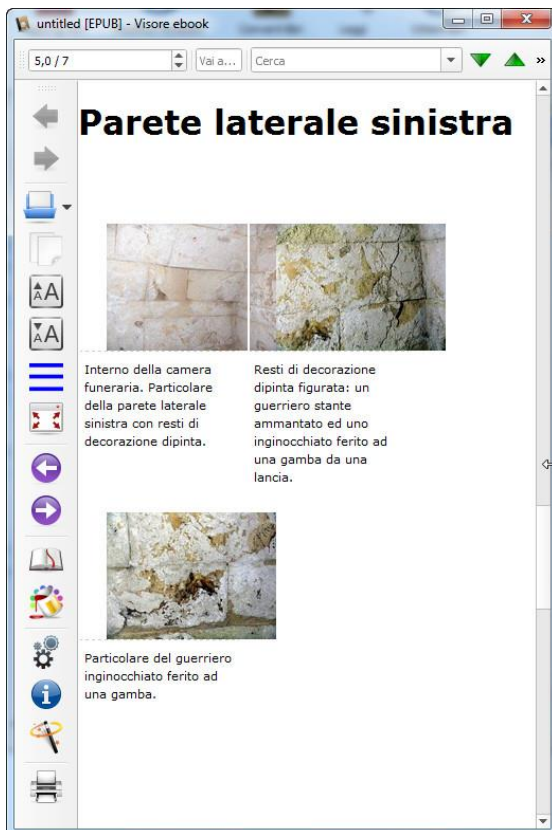 untitled [EPUB] - Visore ebook
5,0 / 7
Vai a...
Cerca
»
Parete laterale sinistra
Interno della camera
funeraria. Particolare
della parete laterale
sinistra con resti di
decorazione dipinta.
Resti di decorazione
dipinta figurata: un
guerriero stante
ammantato ed uno
inginocchiato ferito ad
una gamba da una
lancia.
Particolare del guerriero
inginocchiato ferito ad
una gamba.